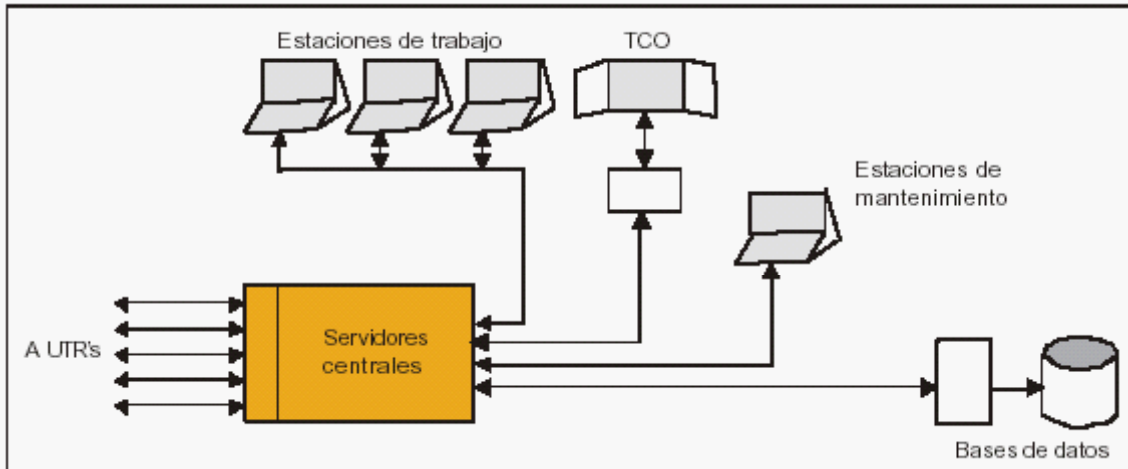 Estaciones de trabajo
TCO
Estaciones de
mantenimiento
A UTR's
Servidores
centrales
Bases de datos